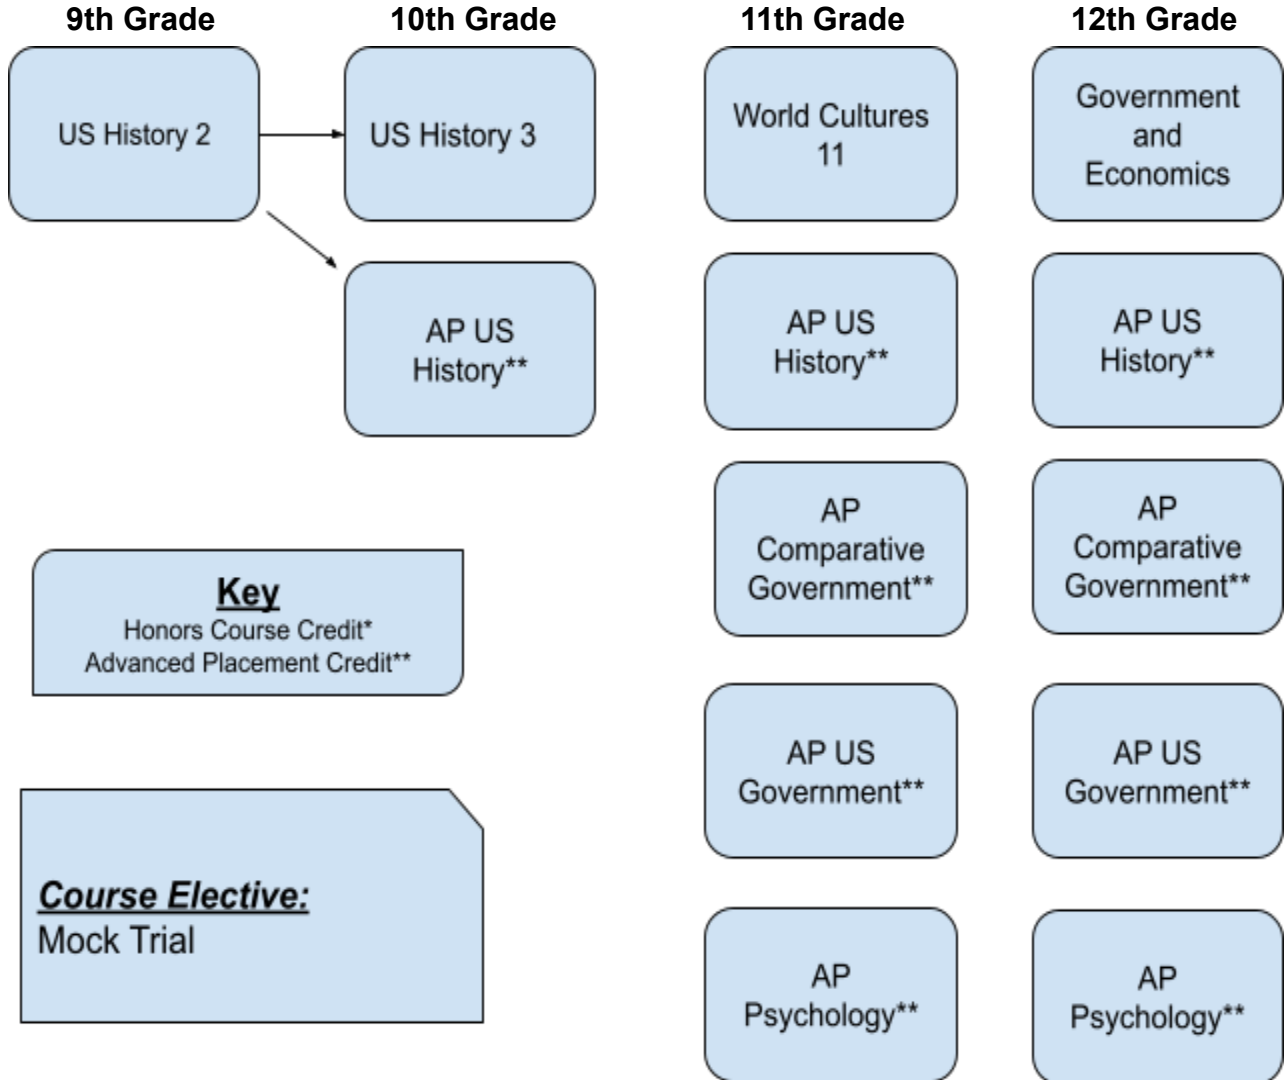 9th Grade
10th Grade
11th Grade
12th Grade
US History 2
US History 3
World Cultures
11
Government
and
Economics
AP US
History**
AP US
History**
AP US
History**
AP
Comparative
Government**
AP
Comparative
Government**
Key
Honors Course Credit*
Advanced Placement Credit**
AP US
Government**
AP US
Government**
Course Elective:
Mock Trial
AP
Psychology**
AP
Psychology**